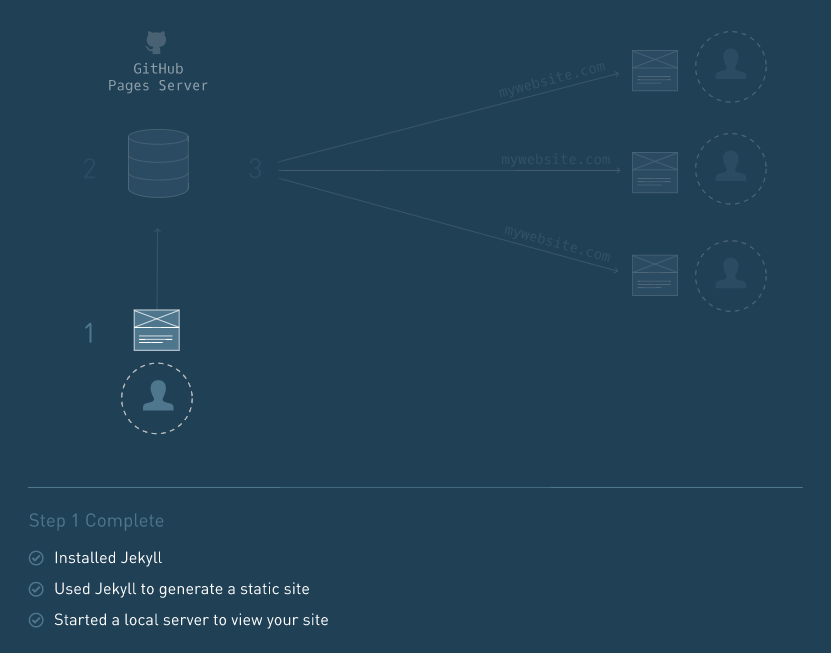 GitHub
Pages Server
mywebsite.com
2
3
mywebsite.com
mywebsite.com
1
Step 1 Complete
Installed Jekyll
Used Jekyll to generate a static site
Started a local server to view your site